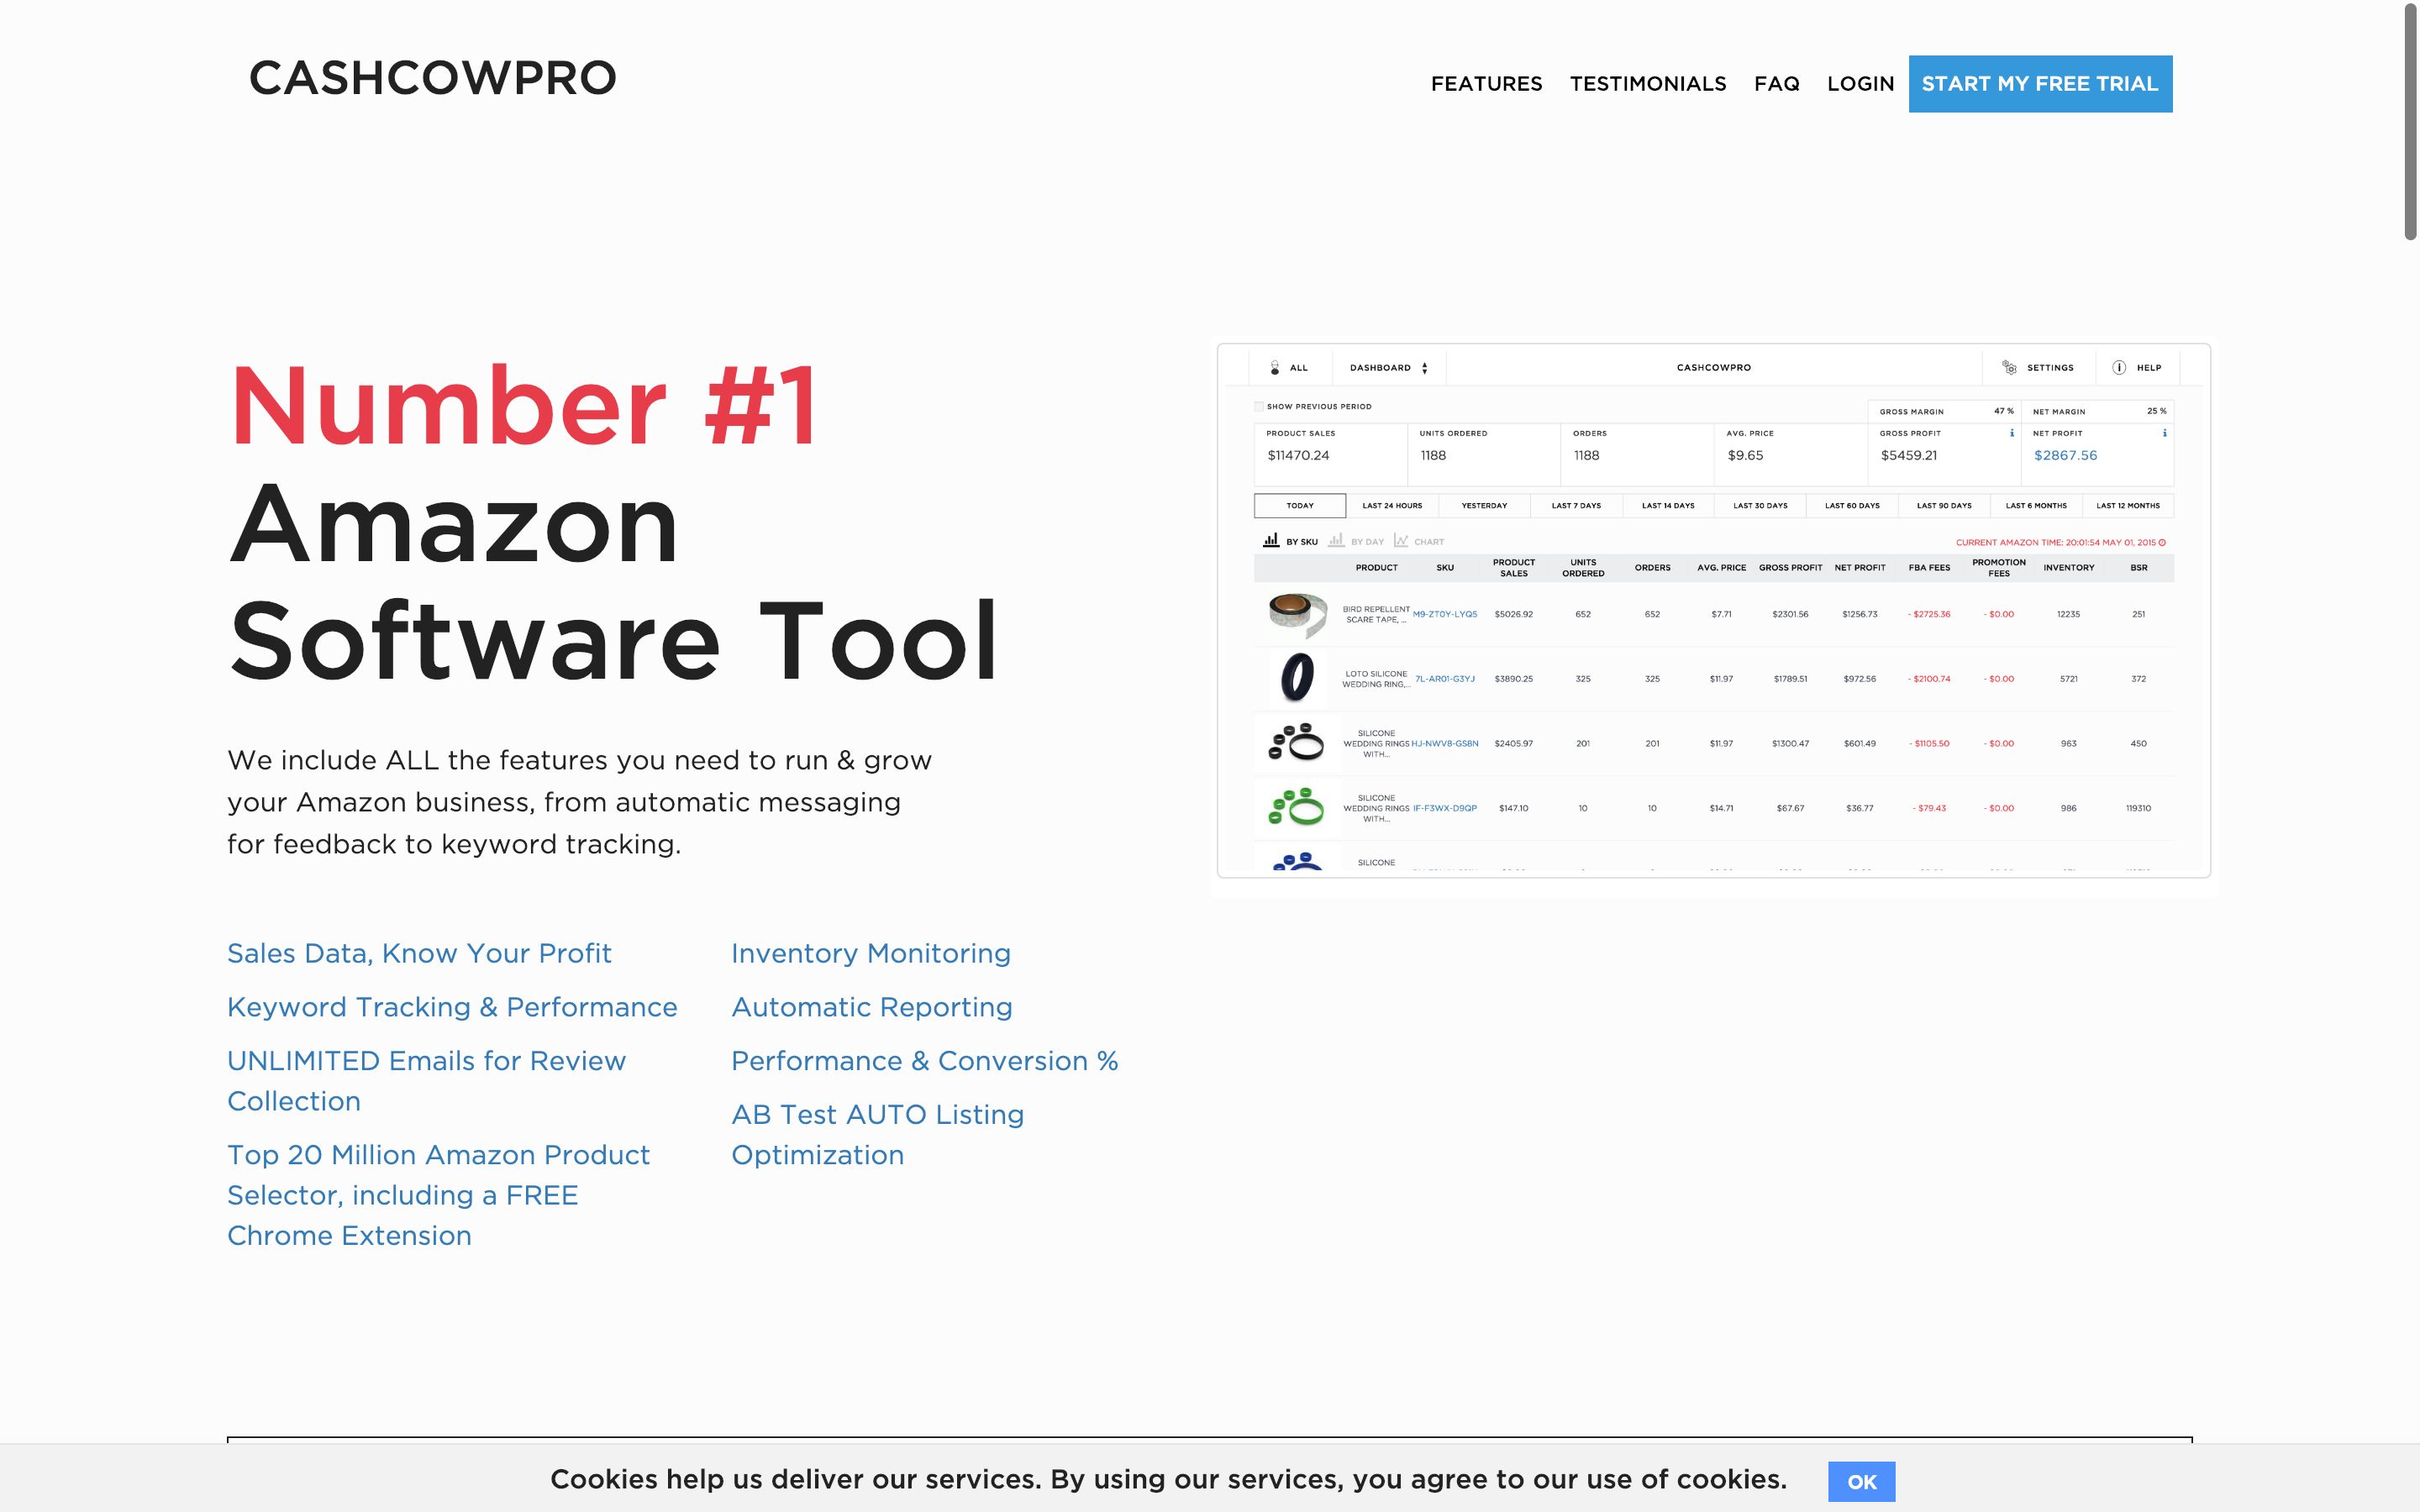 CASHCOWPRO
FEATURES TESTIMONIALS FAQ LOGIN START MY FREE TRIAL
Number #1
Amazon
Software Tool
We include ALL the features you need to run & grow
your Amazon business, from automatic messaging
for feedback to keyword tracking.
Sales Data, Know Your Profit
Keyword Tracking & Performance
UNLIMITED Emails for Review
Collection
Top 20 Million Amazon Product
Selector, including a FREE
Chrome Extension
Inventory Monitoring
Automatic Reporting
Performance & Conversion %
AB Test AUTO Listing
Optimization
ALL DASHBOARD CASHCOWPRO SETTINGS HELP
SHOW PREVIOUS PERIOD
GROSS MARGIN 47 % NET MARGIN 25 %
PRODUCT SALES UNITS ORDERED ORDERS AVG. PRICE GROSS PROFIT NET PROFIT
$11470.24 1188 1188 $9.65 $5459.21 $2867.56
TODAY LAST 24 HOURS YESTERDAY LAST 7 DAYS LAST 14 DAYS LAST 30 DAYS LAST 60 DAYS LAST 90 DAYS LAST 6 MONTHS LAST 12 MONTHS
BY SKU BY DAY CHART
CURRENT AMAZON TIME: 20:01:54 MAY 01, 2015
PRODUCT SKU PRODUCT SALES UNITS ORDERED ORDERS AVG. PRICE GROSS PROFIT NET PROFIT FBA FEES PROMOTION FEES INVENTORY BSR
BIRD REPELLENT SCARE TAPE, ... M9-ZT0Y-LYQ5 $5026.92 652 652 $7.71 $2301.56 $1256.73 - $2725.36 - $0.00 12235 251
LOTO SILICONE WEDDING RING,... 7L-AR01-G3YJ $3890.25 325 325 $11.97 $1789.51 $972.56 - $2100.74 - $0.00 5721 372
SILICONE WEDDING RINGS WITH... HJ-NWV8-GS8N $2405.97 201 201 $11.97 $1300.47 $601.49 - $1105.50 - $0.00 963 450
SILICONE WEDDING RINGS WITH... IF-F3WX-D9QP $147.10 10 10 $14.71 $67.67 $36.77 - $79.43 - $0.00 986 119310
SILICONE
Cookies help us deliver our services. By using our services, you agree to our use of cookies. OK